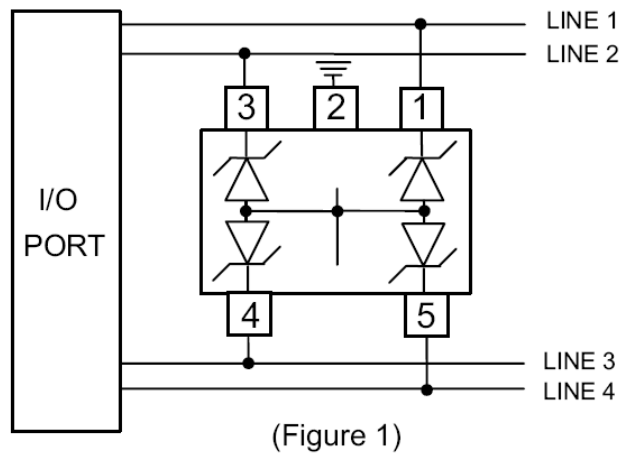 LINE 1
LINE 2
3
2
1
I/O
PORT
4
5
LINE 3
LINE 4
(Figure 1)